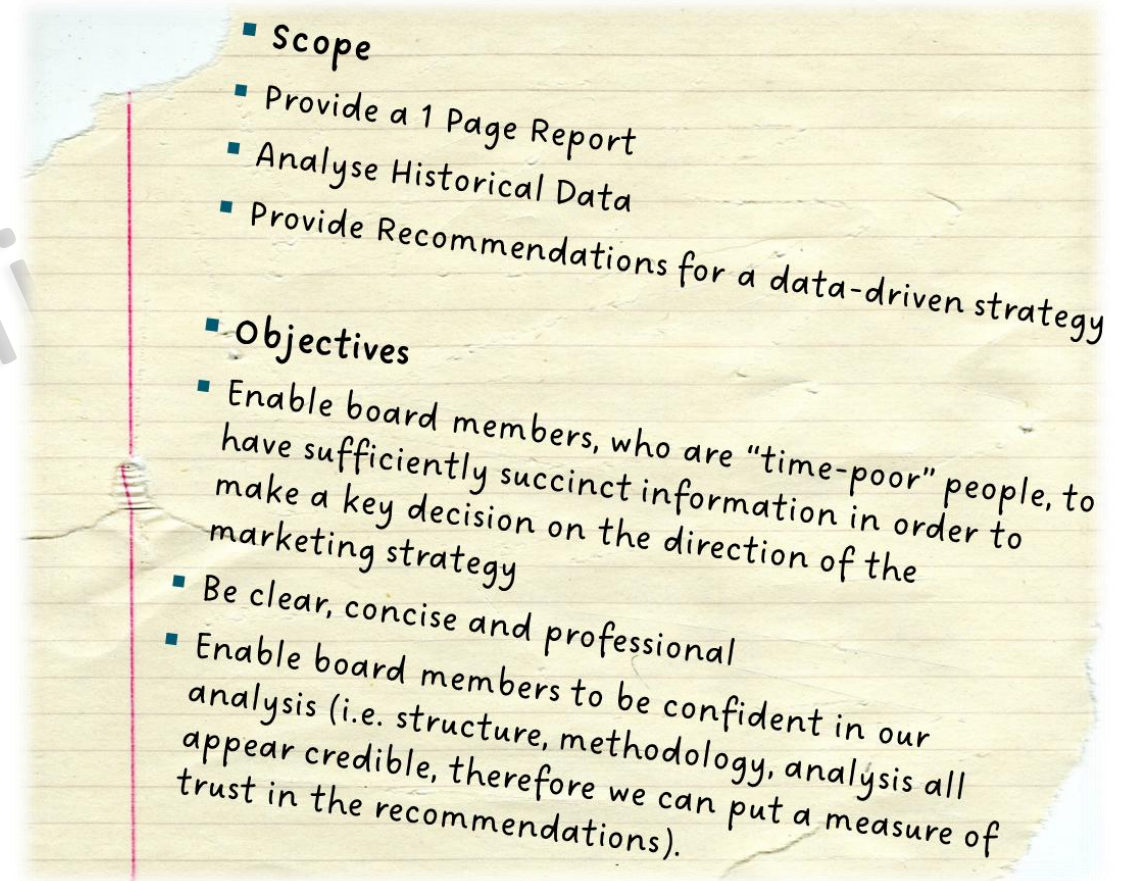 Scope
Provide a 1 Page Report
Analyse Historical Data
Provide Recommendations for a data-driven strategy
Objectives
Enable board members, who are "time-poor" people, to
have sufficiently succinct information in order to
make a key decision on the direction of the
marketing strategy
Be clear, concise and professional
Enable board members to be confident in our
analysis (i.e. structure, methodology, analysis all
appear credible, therefore we can put a measure of
trust in the recommendations).